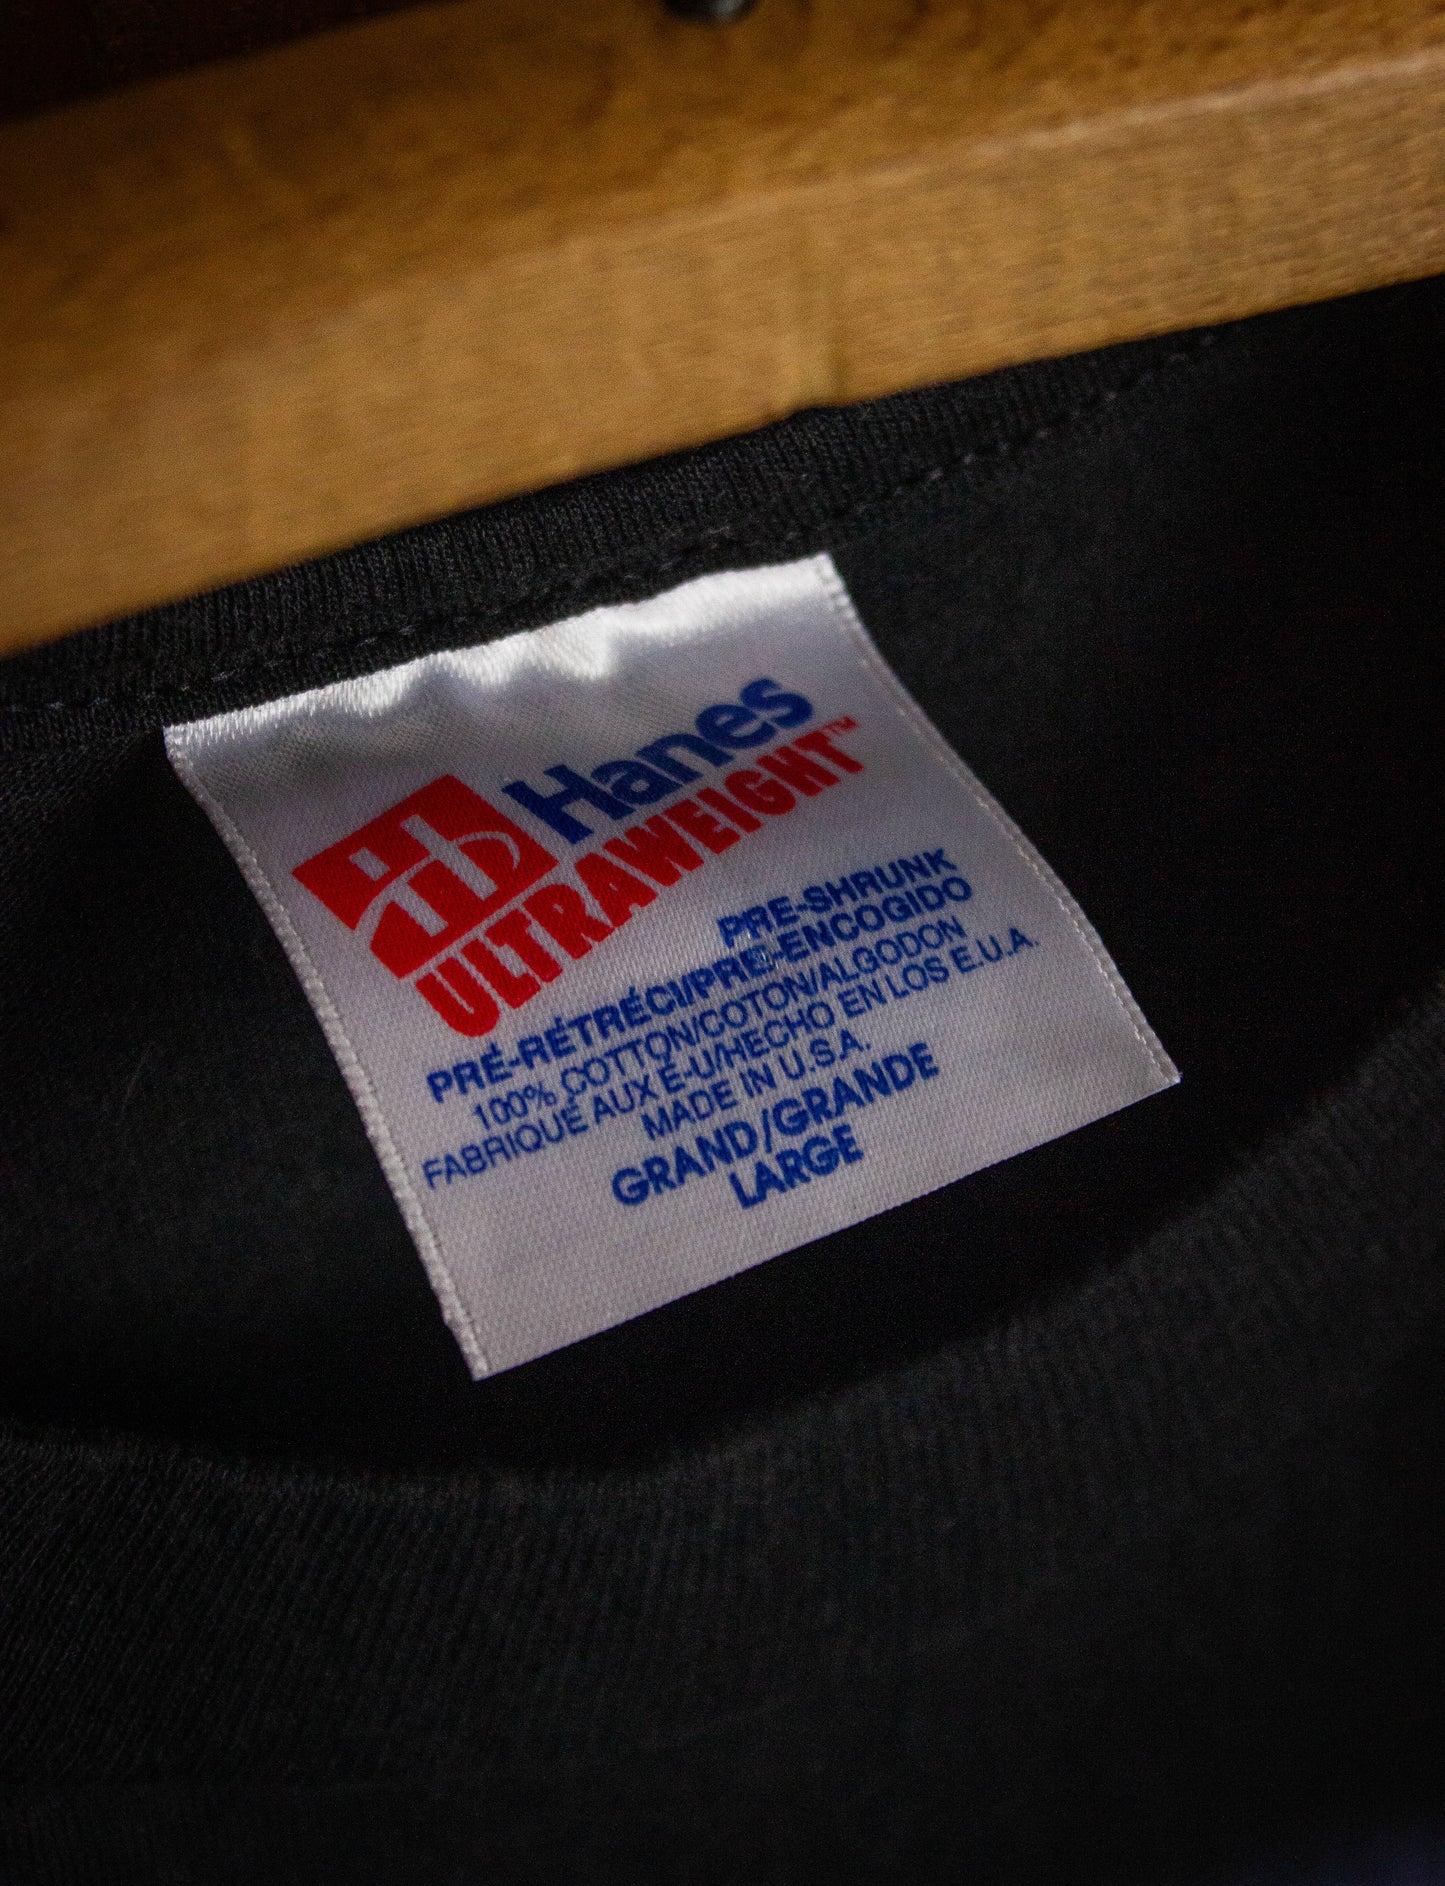 Hanes
ULTRAWEIGHT™
PRE-SHRUNK
PRÉ-RÉTRÉCI/PRE-ENCOGIDO
100% COTTON/COTON/ALGODON
FABRIQUÉ AUX É-U/HECHO EN LOS E.U.A.
MADE IN U.S.A.
GRAND/GRANDE
LARGE